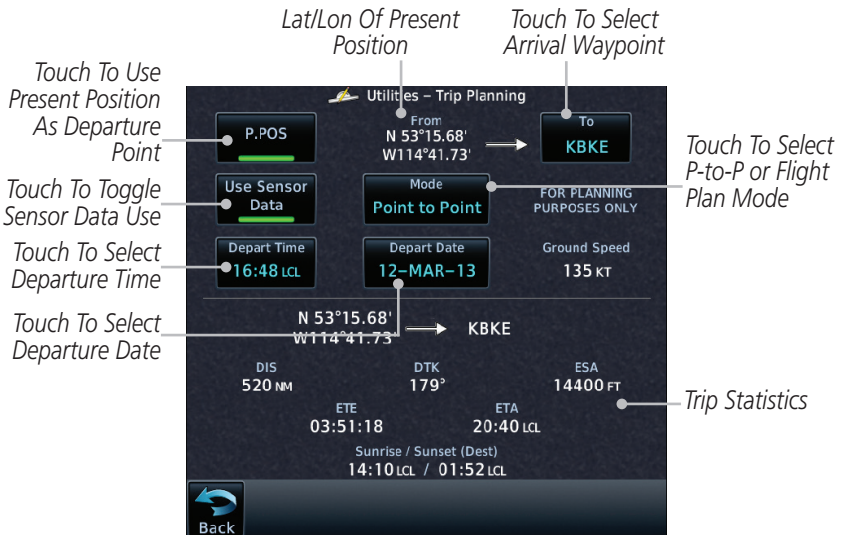 Lat/Lon Of Present
Position
Touch To Select
Arrival Waypoint
Touch To Use
Present Position
As Departure
Point
Utilities – Trip Planning
P.POS
From
N 53°15.68'
W114°41.73'
To
KBKE
Touch To Select
P-to-P or Flight
Plan Mode
Touch To Toggle
Sensor Data Use
Use Sensor
Data
Mode
Point to Point
FOR PLANNING
PURPOSES ONLY
Touch To Select
Departure Time
Depart Time
16:48 LCL
Depart Date
12-MAR-13
Ground Speed
135 KT
Touch To Select
Departure Date
N 53°15.68'
W114°41.73'
KBKE
DIS
520 NM
DTK
179°
ESA
14400 FT
Trip Statistics
ETE
03:51:18
ETA
20:40 LCL
Sunrise / Sunset (Dest)
14:10 LCL / 01:52 LCL
Back